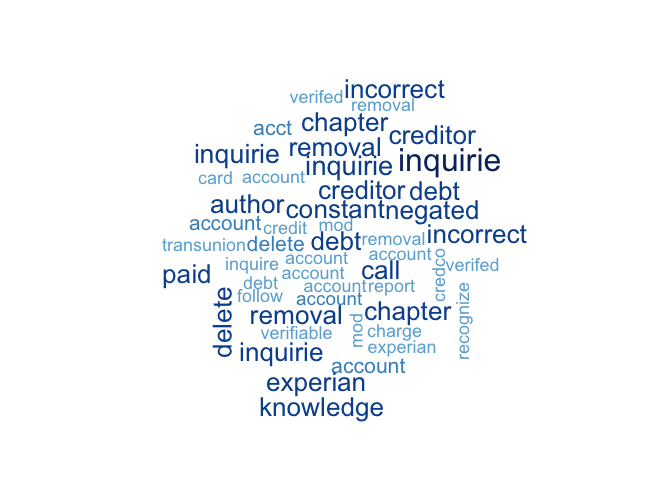 incorrect
verifed
removal
acct chapter
creditor
removal
inquirie inquirie inquirie
card account
creditor debt
author constant negated
account credit mod
transunion delete debt removal incorrect
account account
inquire account call verifed
paid debt account report credco
follow account
delete removal chapter recognize
verifiable mod charge
inquirie experian
account
experian
knowledge